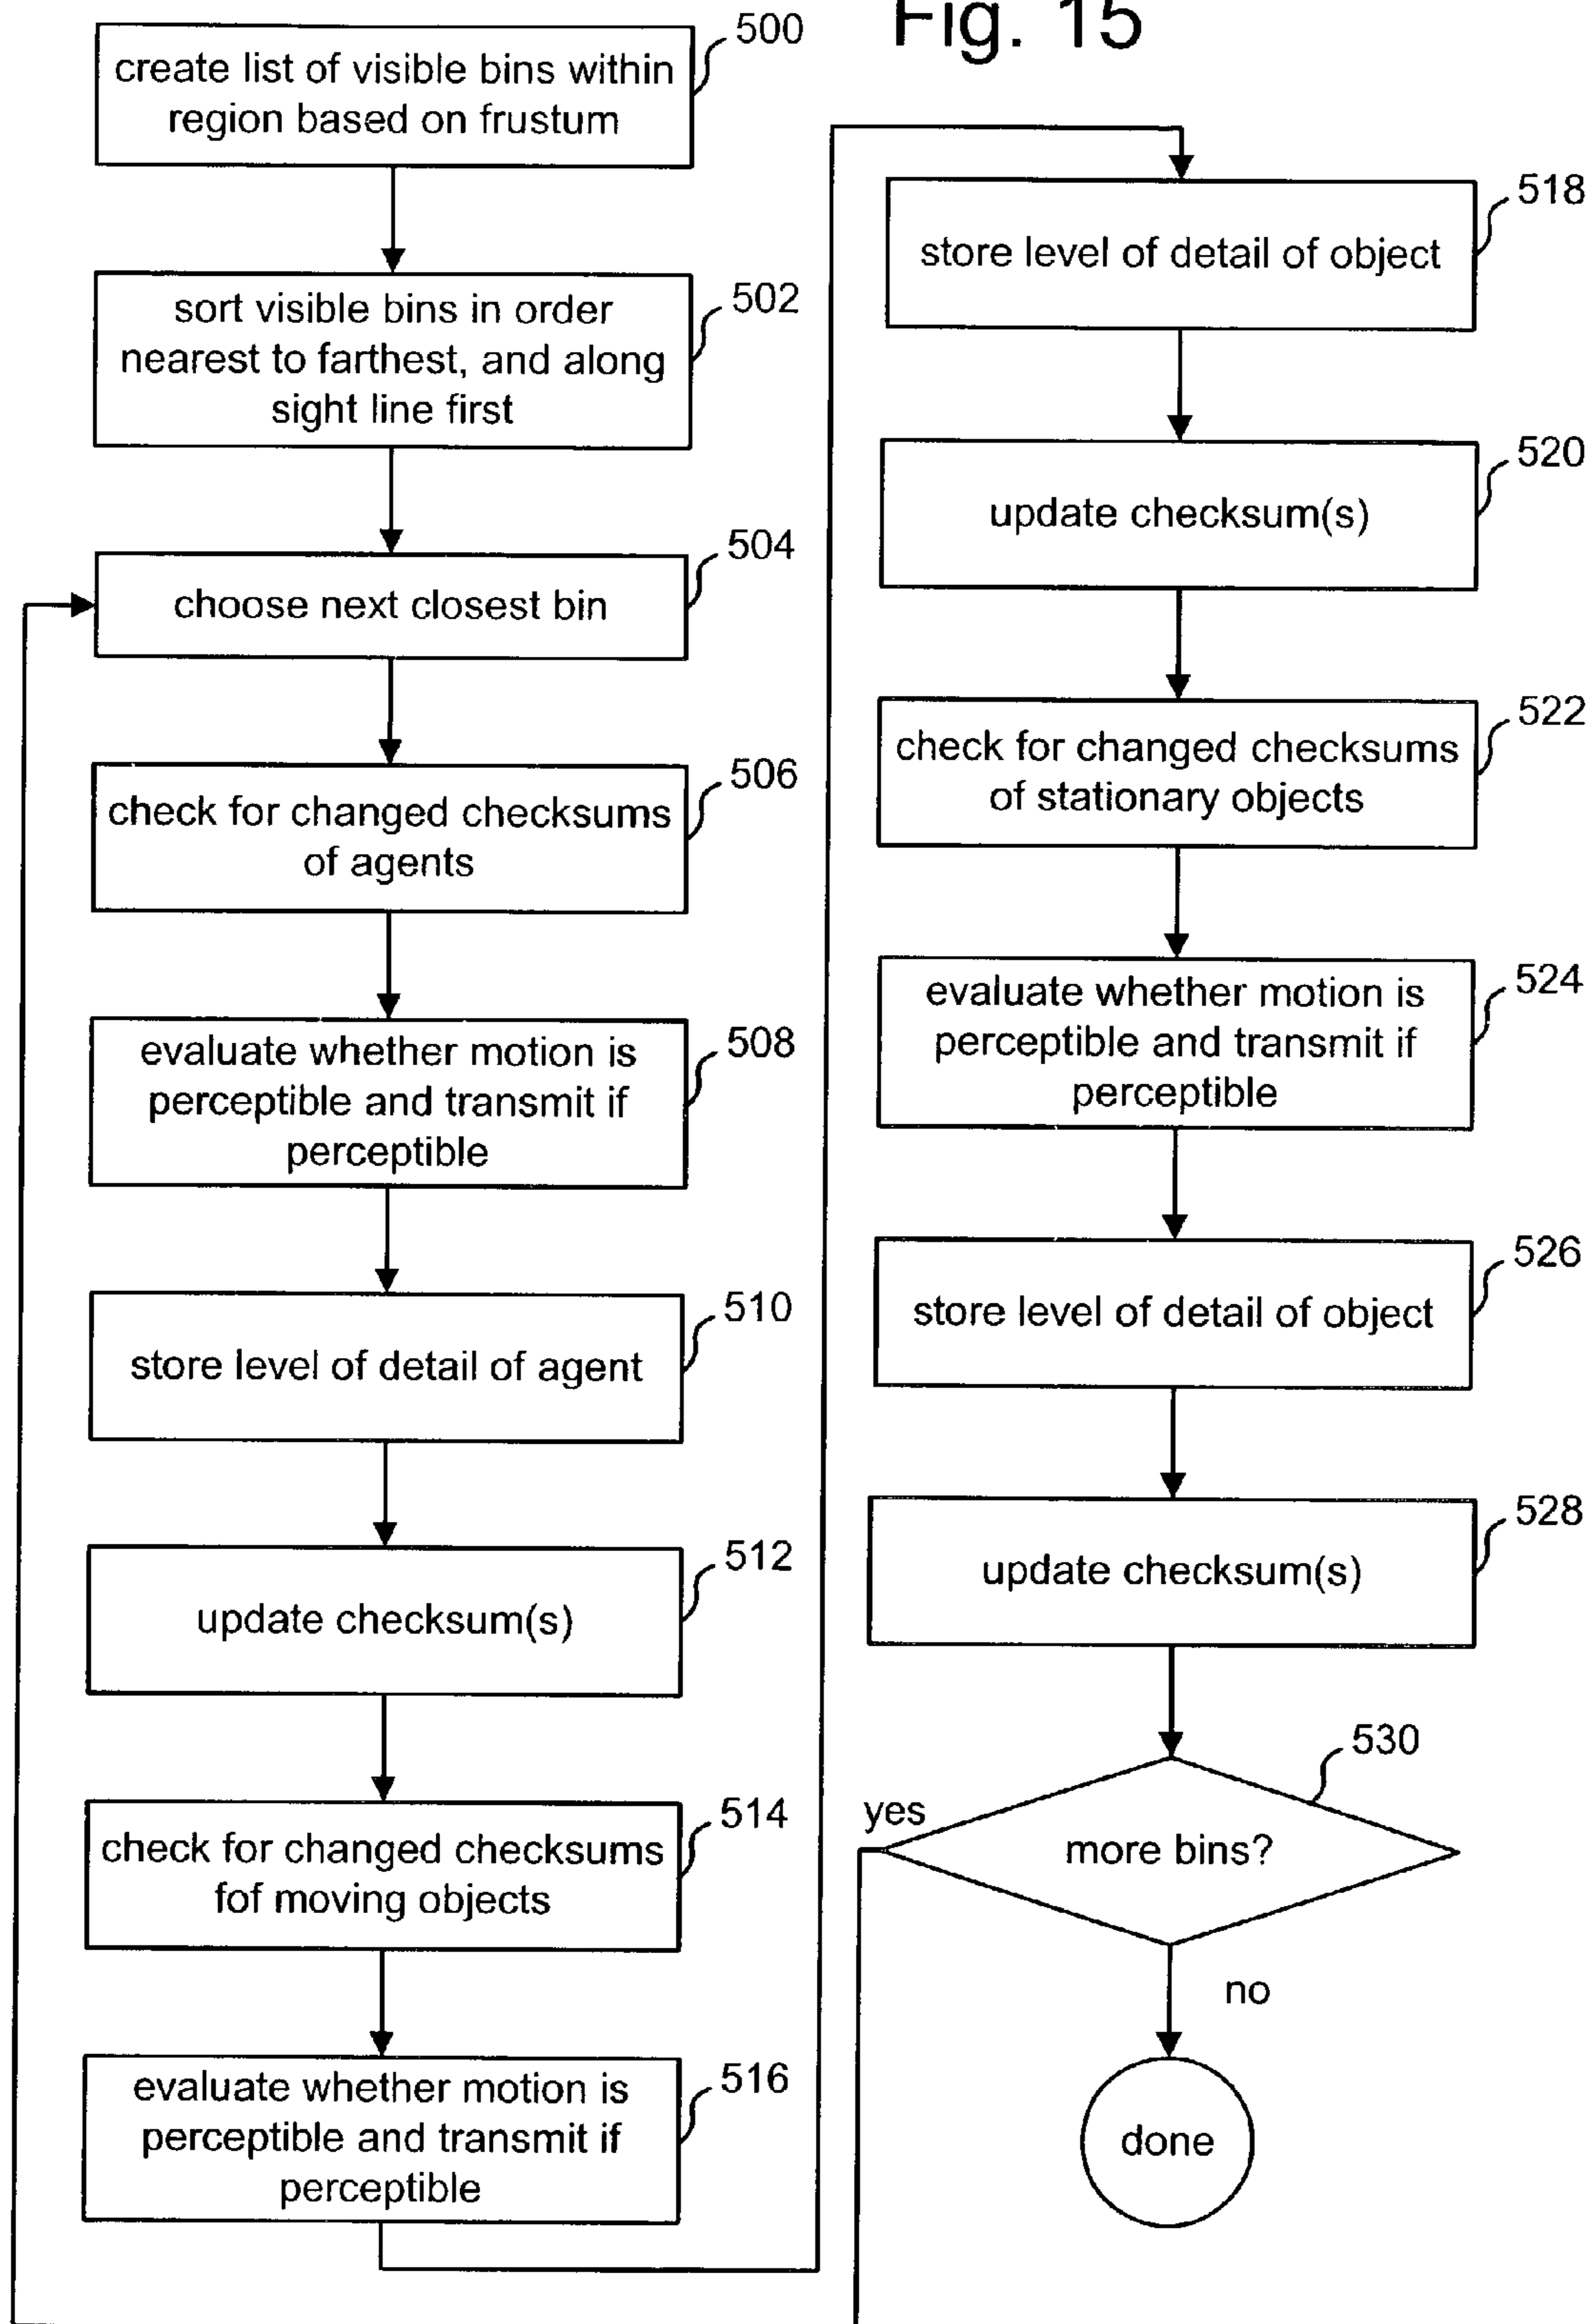 Fig. 15
500
create list of visible bins within
region based on frustum
502
sort visible bins in order
nearest to farthest, and along
sight line first
504
choose next closest bin
506
check for changed checksums
of agents
508
evaluate whether motion is
perceptible and transmit if
perceptible
510
store level of detail of agent
512
update checksum(s)
514
check for changed checksums
fof moving objects
516
evaluate whether motion is
perceptible and transmit if
perceptible
518
store level of detail of object
520
update checksum(s)
522
check for changed checksums
of stationary objects
524
evaluate whether motion is
perceptible and transmit if
perceptible
526
store level of detail of object
528
update checksum(s)
530
yes
more bins?
no
done